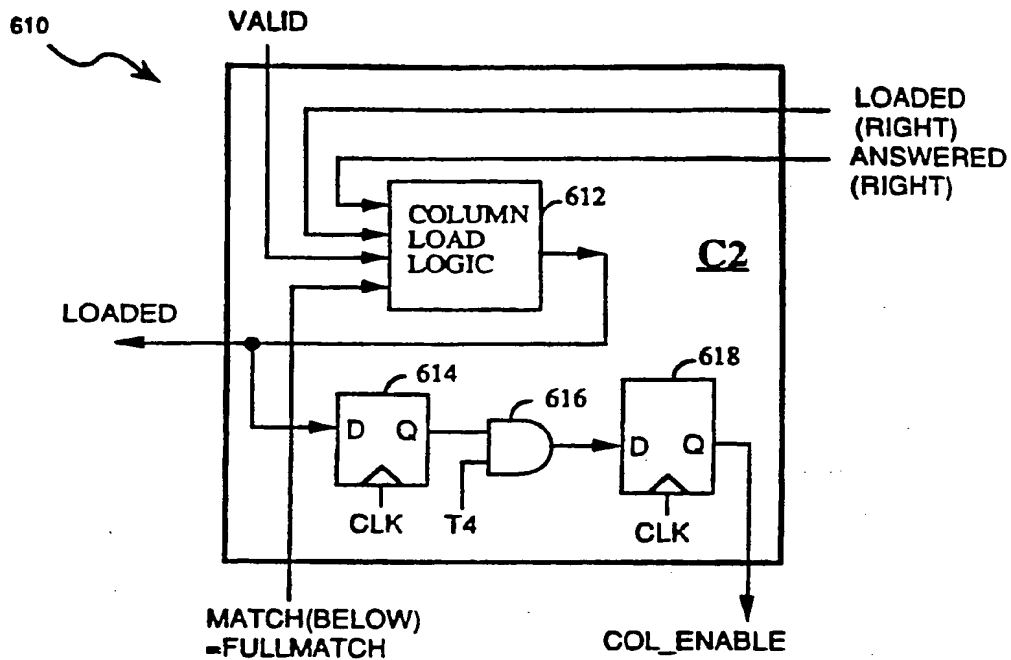 610
VALID
LOADED
(RIGHT)
ANSWERED
(RIGHT)
612
COLUMN
LOAD
LOGIC
C2
LOADED
614
616
618
D Q
D Q
CLK
T4
CLK
MATCH(BELOW)
=FULLMATCH
COL_ENABLE